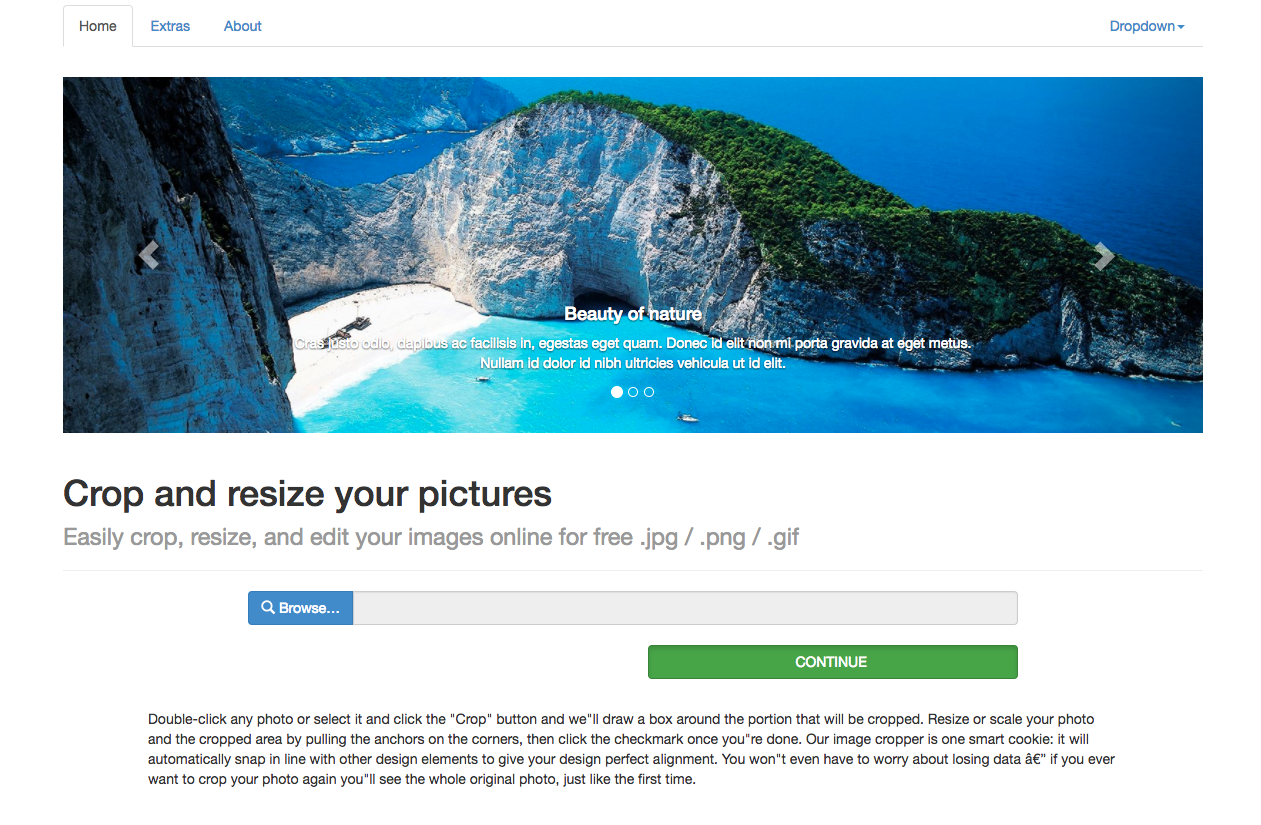 Home Extras About Dropdown
Beauty of nature
Cras justo odio, dapibus ac facilisis in, egestas eget quam. Donec id elit non mi porta gravida at eget metus.
Nullam id dolor id nibh ultricies vehicula ut id elit.
Crop and resize your pictures
Easily crop, resize, and edit your images online for free .jpg / .png / .gif
Browse...
CONTINUE
Double-click any photo or select it and click the "Crop" button and we"ll draw a box around the portion that will be cropped. Resize or scale your photo
and the cropped area by pulling the anchors on the corners, then click the checkmark once you"re done. Our image cropper is one smart cookie: it will
automatically snap in line with other design elements to give your design perfect alignment. You won"t even have to worry about losing data â€” if you ever
want to crop your photo again you"ll see the whole original photo, just like the first time.